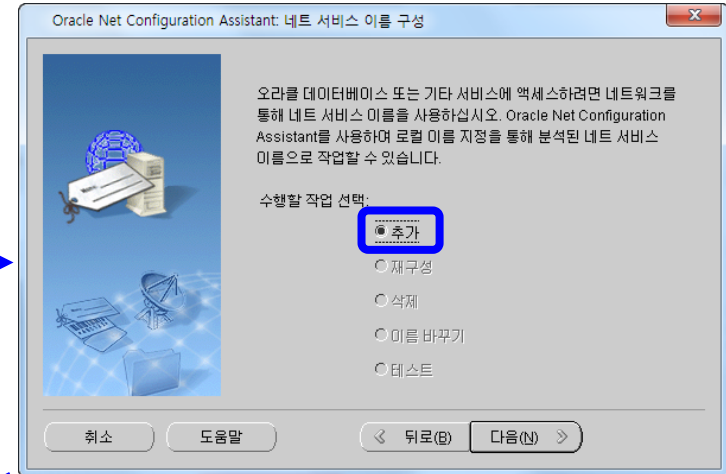 Oracle Net Configuration Assistant: 네트 서비스 이름 구성
오라클 데이터베이스 또는 기타 서비스에 액세스하려면 네트워크를
통해 네트 서비스 이름을 사용하십시오. Oracle Net Configuration
Assistant를 사용하여 로컬 이름 지정을 통해 분석된 네트 서비스
이름으로 작업할 수 있습니다.
수행할 작업 선택:
추가
재구성
삭제
이름 바꾸기
테스트
취소
도움말
뒤로(B)
다음(N)